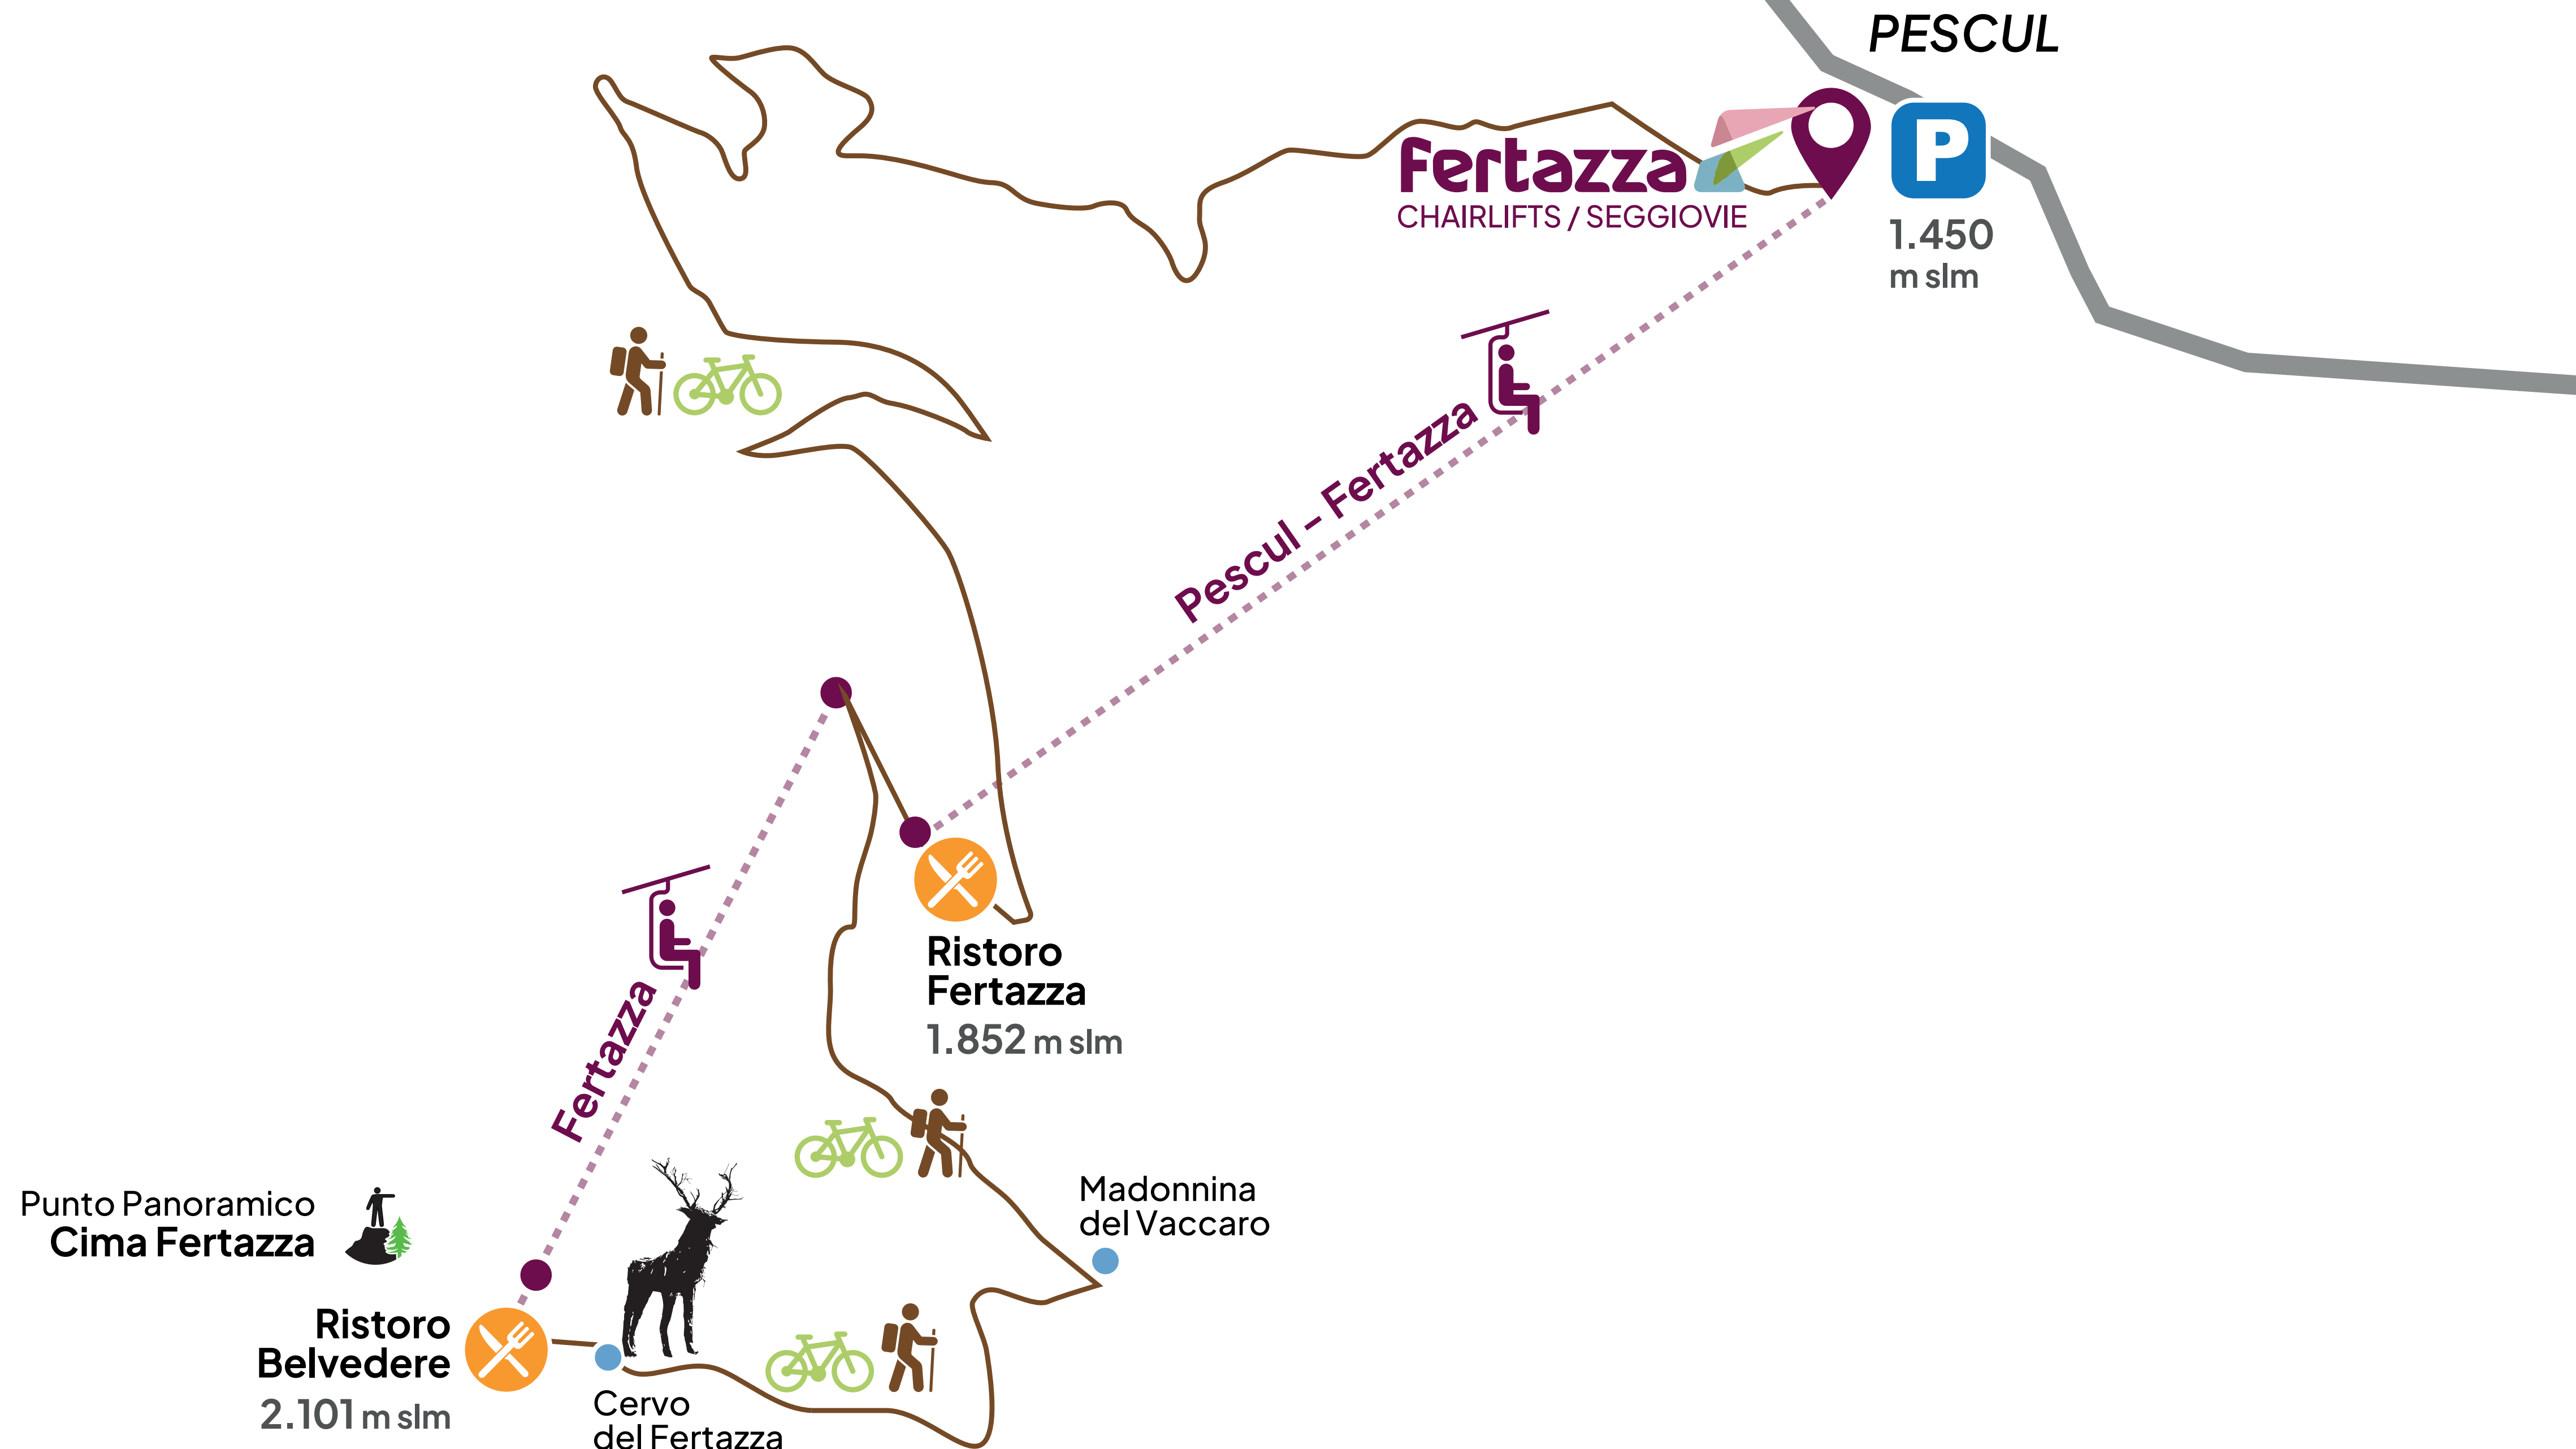 PESCUL
P
fertazza
CHAIRLIFTS / SEGGIOVIE
1.450
m slm
Pescul – Fertazza
Ristoro
Fertazza
1.852 m slm
Fertazza
Madonnina
del Vaccaro
Punto Panoramico
Cima Fertazza
Ristoro
Belvedere
2.101 m slm
Cervo
del Fertazza